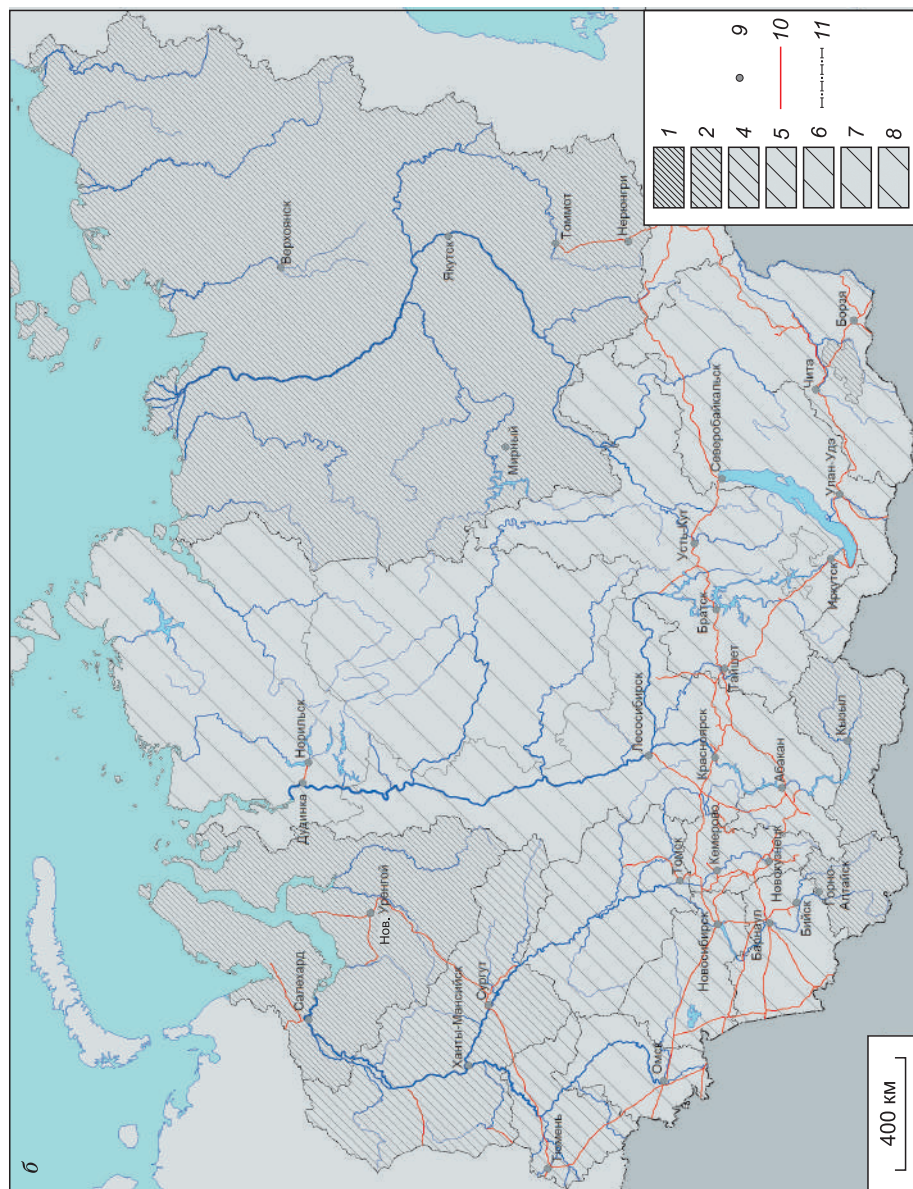 б
Салехард
Нов. Уренгой
Ханты-Мансийск
Сургут
Тюмень
Омск
Дудинка
Норильск
Верхоянск
Якутск
Мирный
Томмот
Нерюнгри
Лесосибирск
Томск
Кемерово
Красноярск
Новосибирск
Новокузнецк
Барнаул
Бийск
Горно-
Алтайск
Абакан
Кызыл
Тайшет
Братск
Усть-Кут
Северобайкальск
Иркутск
Улан-Удэ
Чита
Борзя
1
2
4
5
6
7
8
9
10
11
400 км